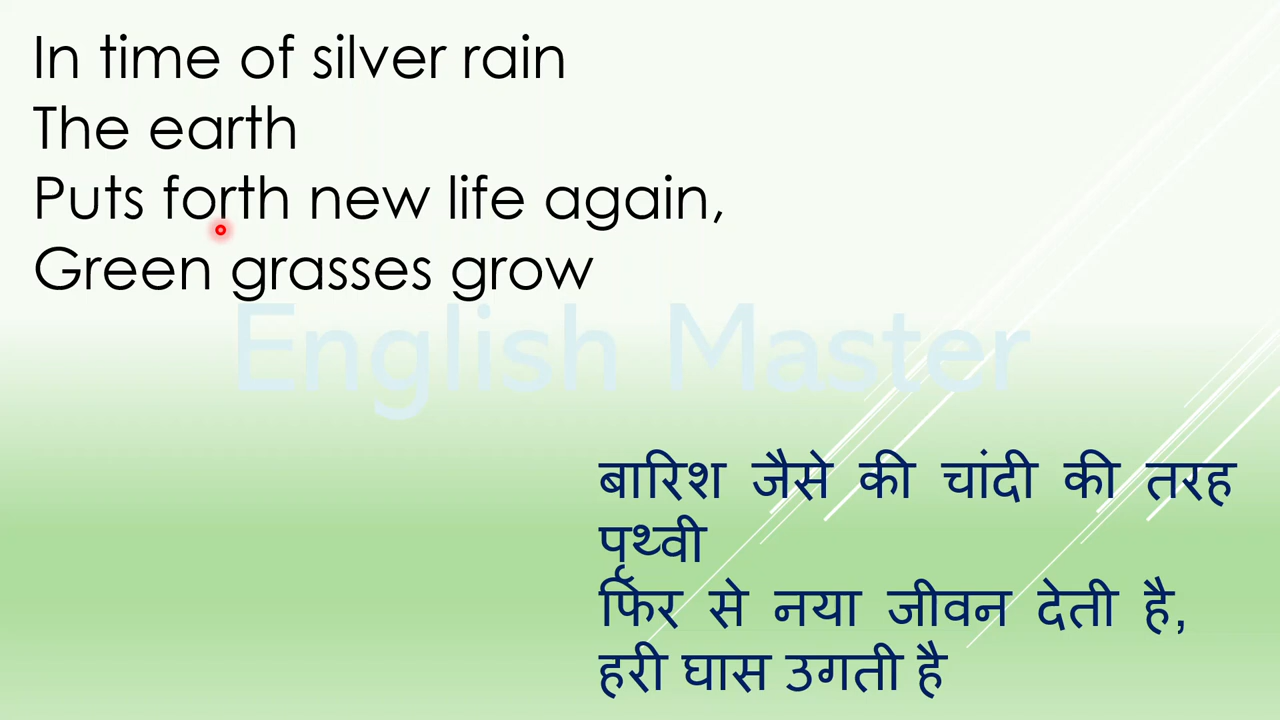 In time of silver rain
The earth
Puts forth new life again,
Green grasses grow
English Master
बारिश जैसे की चांदी की तरह
पृथ्वी
फिर से नया जीवन देती है,
हरी घास उगती है